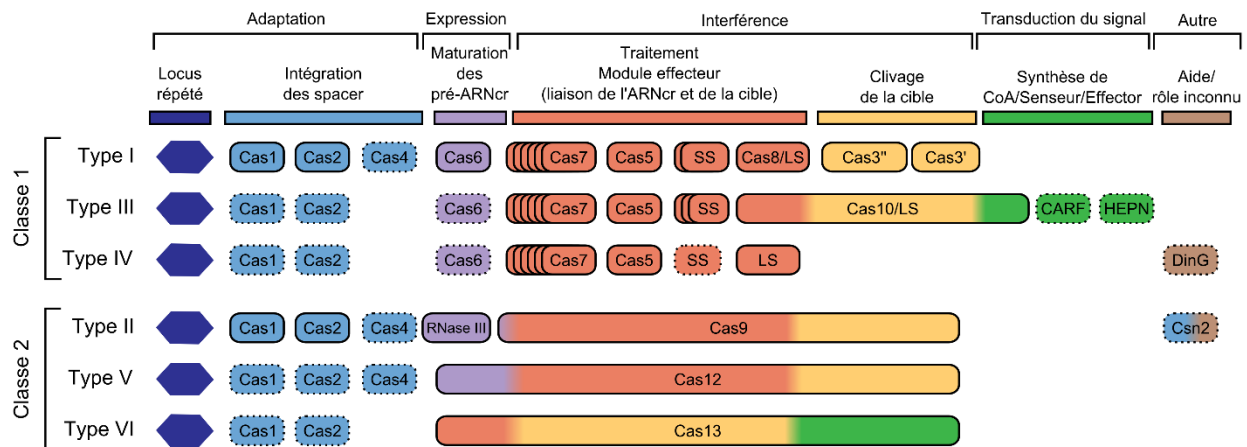 Adaptation Expression Interférence Transduction du signal Autre
Locus répété
Intégration des spacer
Maturation des pré-ARNcr
Traitement
Module effecteur
(liaison de l'ARNcr et de la cible)
Clivage de la cible
Synthèse de CoA/Senseur/Effector
Aide/ rôle inconnu
Classe 1
Type I Cas1 Cas2 Cas4 Cas6 Cas7 Cas5 SS Cas8/LS Cas3" Cas3'
Type III Cas1 Cas2 Cas6 Cas7 Cas5 SS Cas10/LS CARF HEPN
Type IV Cas1 Cas2 Cas6 Cas7 Cas5 SS LS DinG
Classe 2
Type II Cas1 Cas2 Cas4 RNase III Cas9 Csn2
Type V Cas1 Cas2 Cas4 Cas12
Type VI Cas1 Cas2 Cas13